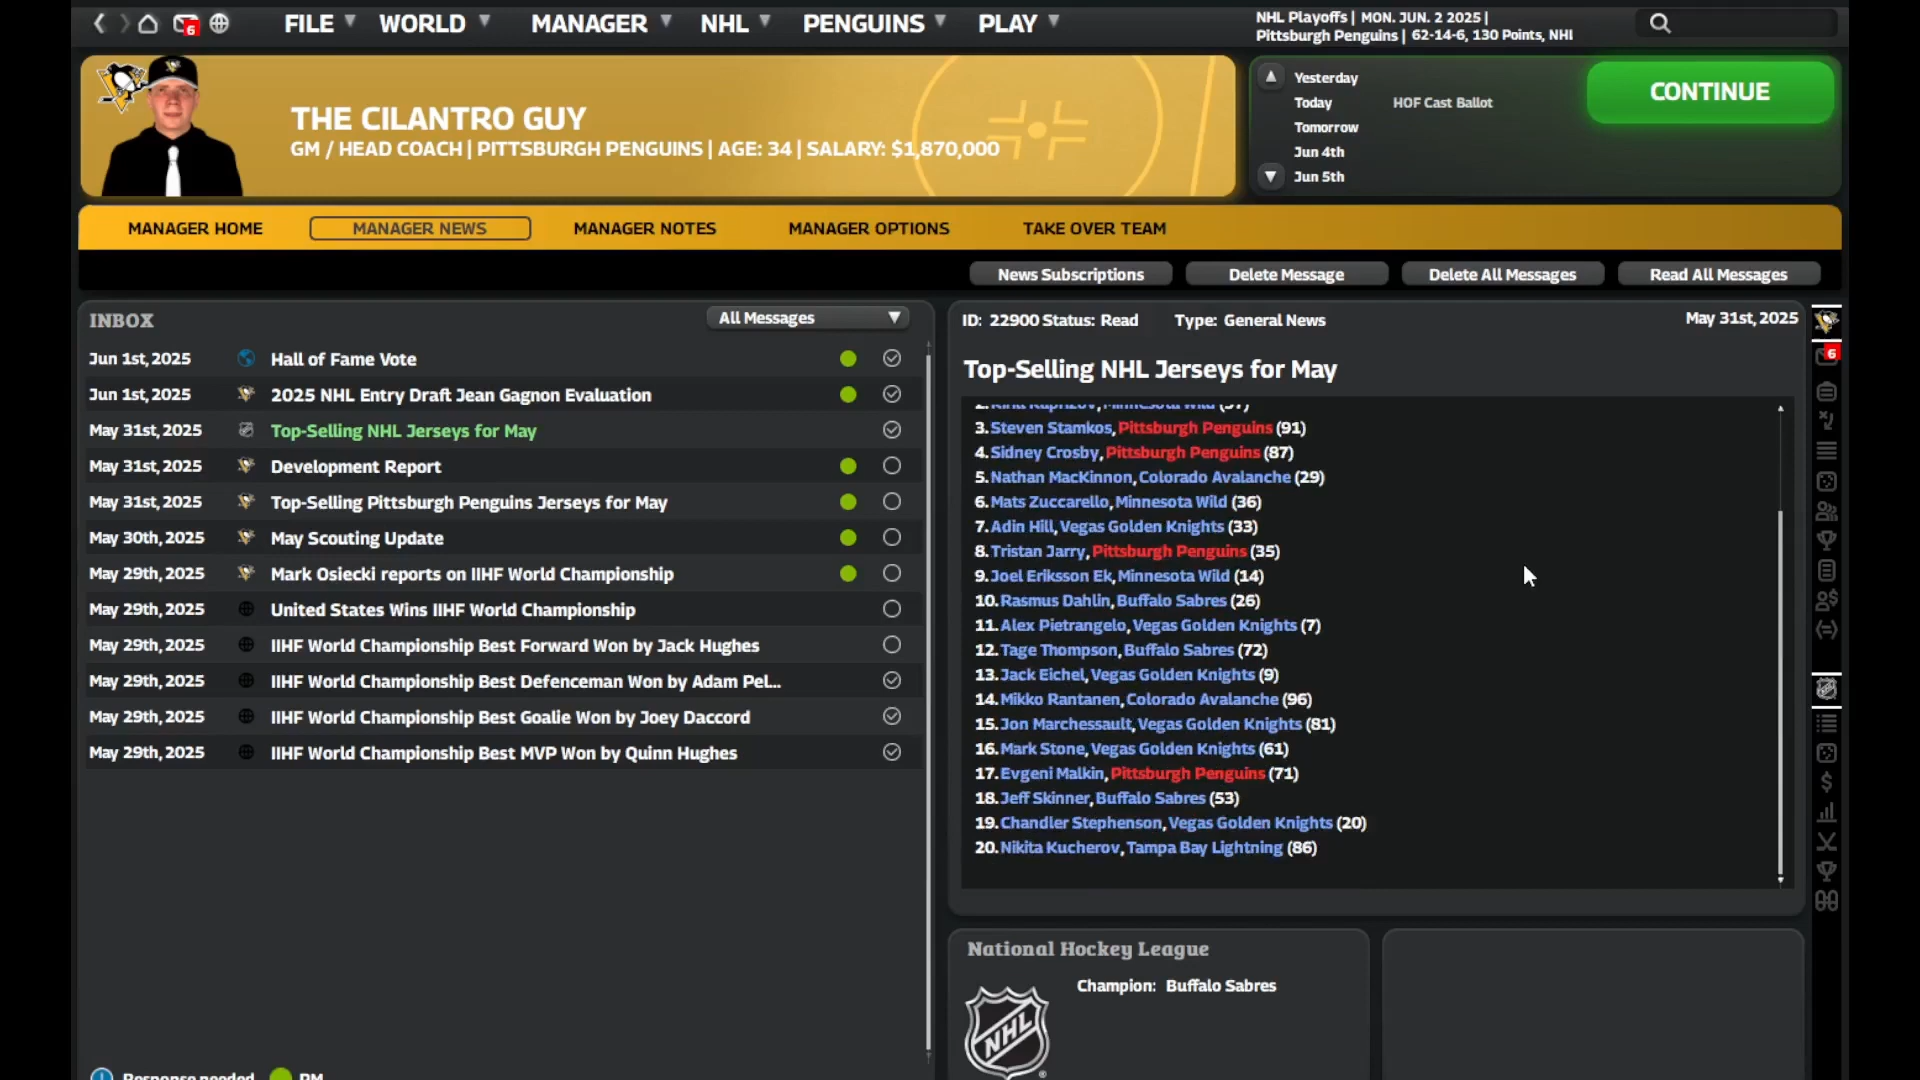 FILE WORLD MANAGER NHL PENGUINS PLAY
6
NHL Playoffs | MON. JUN. 2 2025 |
Pittsburgh Penguins | 62-14-6, 130 Points, NHl
THE CILANTRO GUY
GM / HEAD COACH | PITTSBURGH PENGUINS | AGE: 34 | SALARY: $1,870,000
Yesterday
Today HOF Cast Ballot
Tomorrow
Jun 4th
Jun 5th
CONTINUE
MANAGER HOME MANAGER NEWS MANAGER NOTES MANAGER OPTIONS TAKE OVER TEAM
News Subscriptions Delete Message Delete All Messages Read All Messages
INBOX All Messages
Jun 1st, 2025 Hall of Fame Vote
Jun 1st, 2025 2025 NHL Entry Draft Jean Gagnon Evaluation
May 31st, 2025 Top-Selling NHL Jerseys for May
May 31st, 2025 Development Report
May 31st, 2025 Top-Selling Pittsburgh Penguins Jerseys for May
May 30th, 2025 May Scouting Update
May 29th, 2025 Mark Osiecki reports on IIHF World Championship
May 29th, 2025 United States Wins IIHF World Championship
May 29th, 2025 IIHF World Championship Best Forward Won by Jack Hughes
May 29th, 2025 IIHF World Championship Best Defenceman Won by Adam Pel...
May 29th, 2025 IIHF World Championship Best Goalie Won by Joey Daccord
May 29th, 2025 IIHF World Championship Best MVP Won by Quinn Hughes
Response needed PM
ID: 22900 Status: Read Type: General News May 31st, 2025
Top-Selling NHL Jerseys for May
2. Kirill Kaprizov, Minnesota Wild (97)
3. Steven Stamkos, Pittsburgh Penguins (91)
4. Sidney Crosby, Pittsburgh Penguins (87)
5. Nathan MacKinnon, Colorado Avalanche (29)
6. Mats Zuccarello, Minnesota Wild (36)
7. Adin Hill, Vegas Golden Knights (33)
8. Tristan Jarry, Pittsburgh Penguins (35)
9. Joel Eriksson Ek, Minnesota Wild (14)
10. Rasmus Dahlin, Buffalo Sabres (26)
11. Alex Pietrangelo, Vegas Golden Knights (7)
12. Tage Thompson, Buffalo Sabres (72)
13. Jack Eichel, Vegas Golden Knights (9)
14. Mikko Rantanen, Colorado Avalanche (96)
15. Jon Marchessault, Vegas Golden Knights (81)
16. Mark Stone, Vegas Golden Knights (61)
17. Evgeni Malkin, Pittsburgh Penguins (71)
18. Jeff Skinner, Buffalo Sabres (53)
19. Chandler Stephenson, Vegas Golden Knights (20)
20. Nikita Kucherov, Tampa Bay Lightning (86)
National Hockey League
Champion: Buffalo Sabres
NHL
6